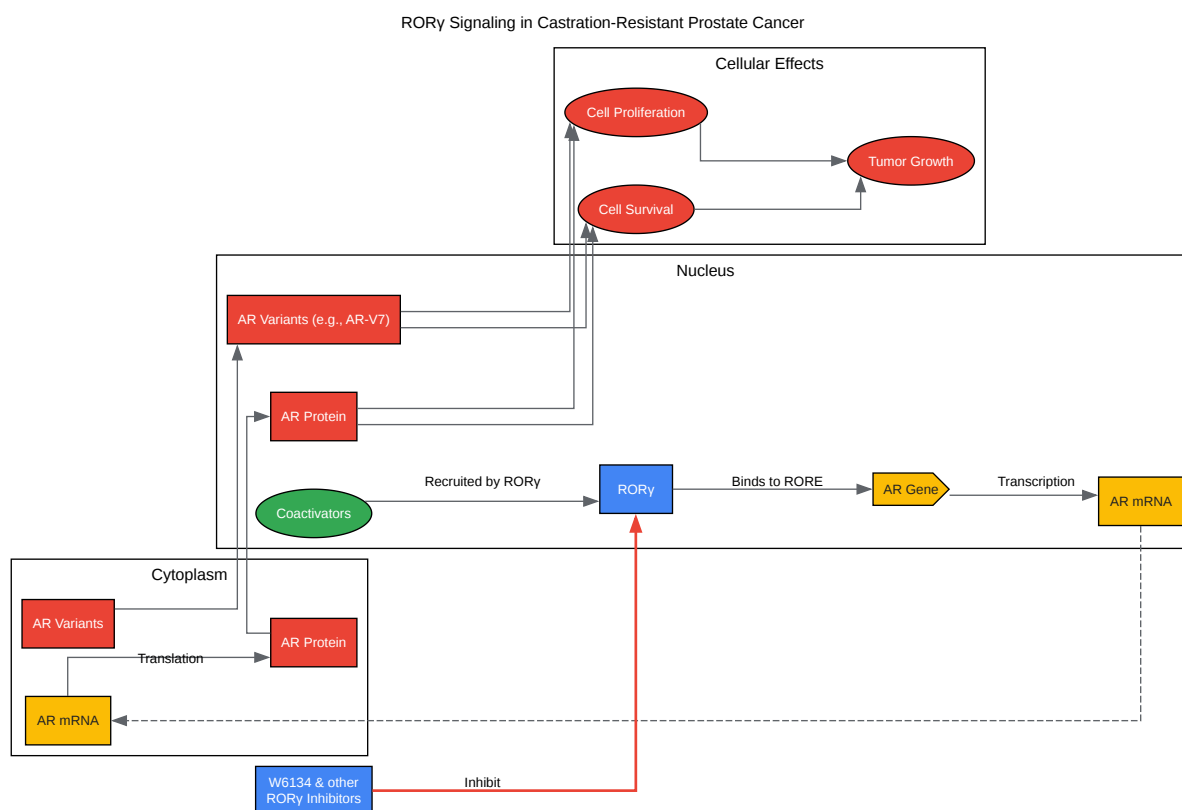 RORγ Signaling in Castration-Resistant Prostate Cancer
Cellular Effects
Cell Proliferation
Tumor Growth
Cell Survival
Nucleus
AR Variants (e.g., AR-V7)
AR Protein
Recruited by RORγ
RORγ
Binds to RORE
AR Gene
Transcription
AR mRNA
Coactivators
Cytoplasm
AR Variants
AR Protein
Translation
AR mRNA
W6134 & other
RORγ Inhibitors
Inhibit